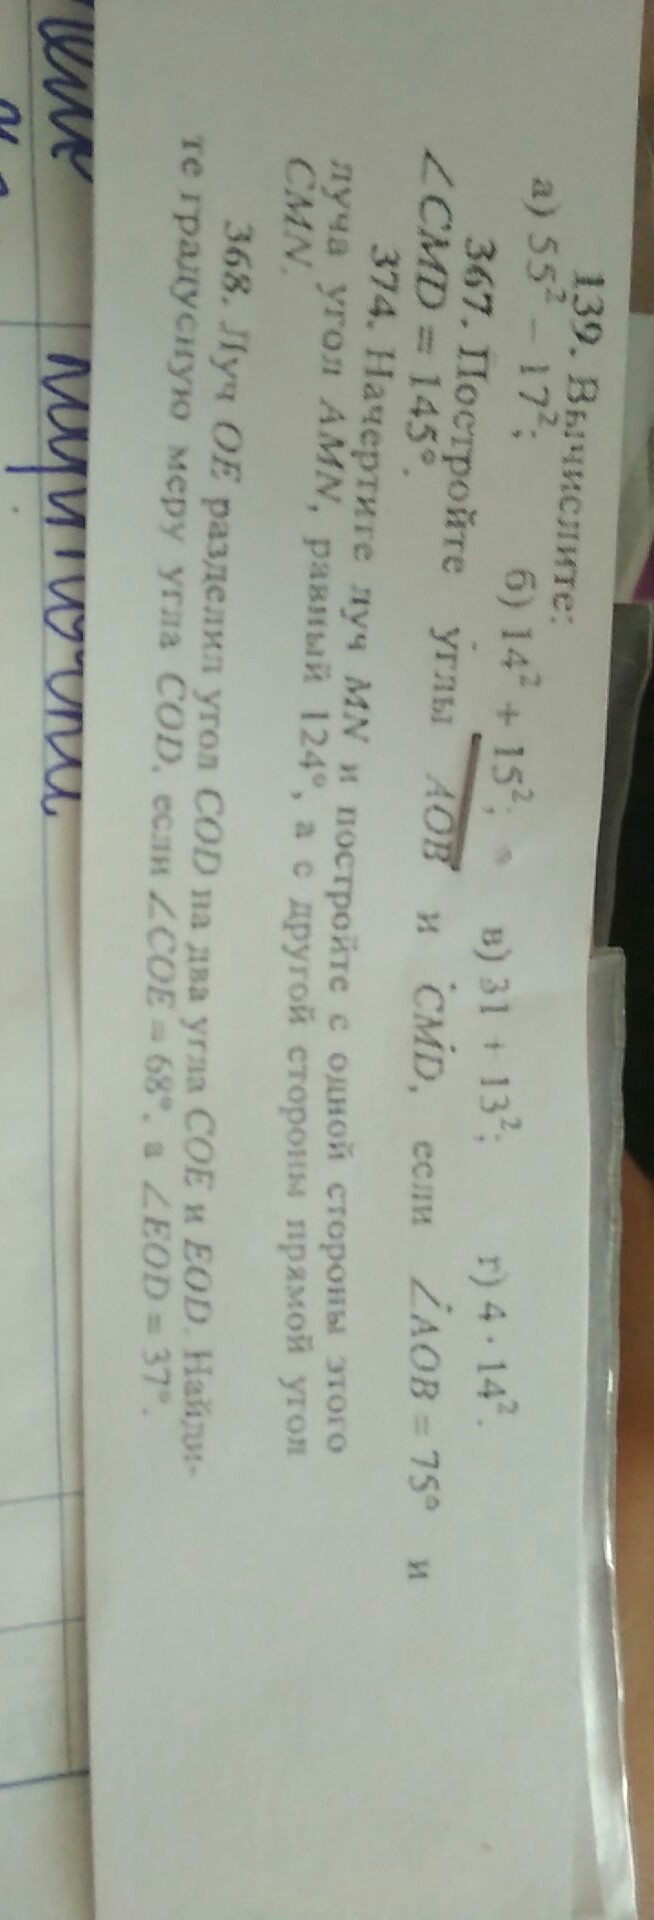 139. Вычислите:
а) 55² − 17²; б) 14² + 15²; в) 31 + 13²; г) 4 · 14².
367. Постройте углы AOB и CMD, если ∠AOB = 75° и
∠CMD = 145°.
374. Начертите луч MN и постройте с одной стороны этого
луча угол AMN, равный 124°, а с другой стороны прямой угол
CMN.
368. Луч OE разделил угол COD на два угла COE и EOD. Найди-
те градусную меру угла COD, если ∠COE = 68°, а ∠EOD = 37°.